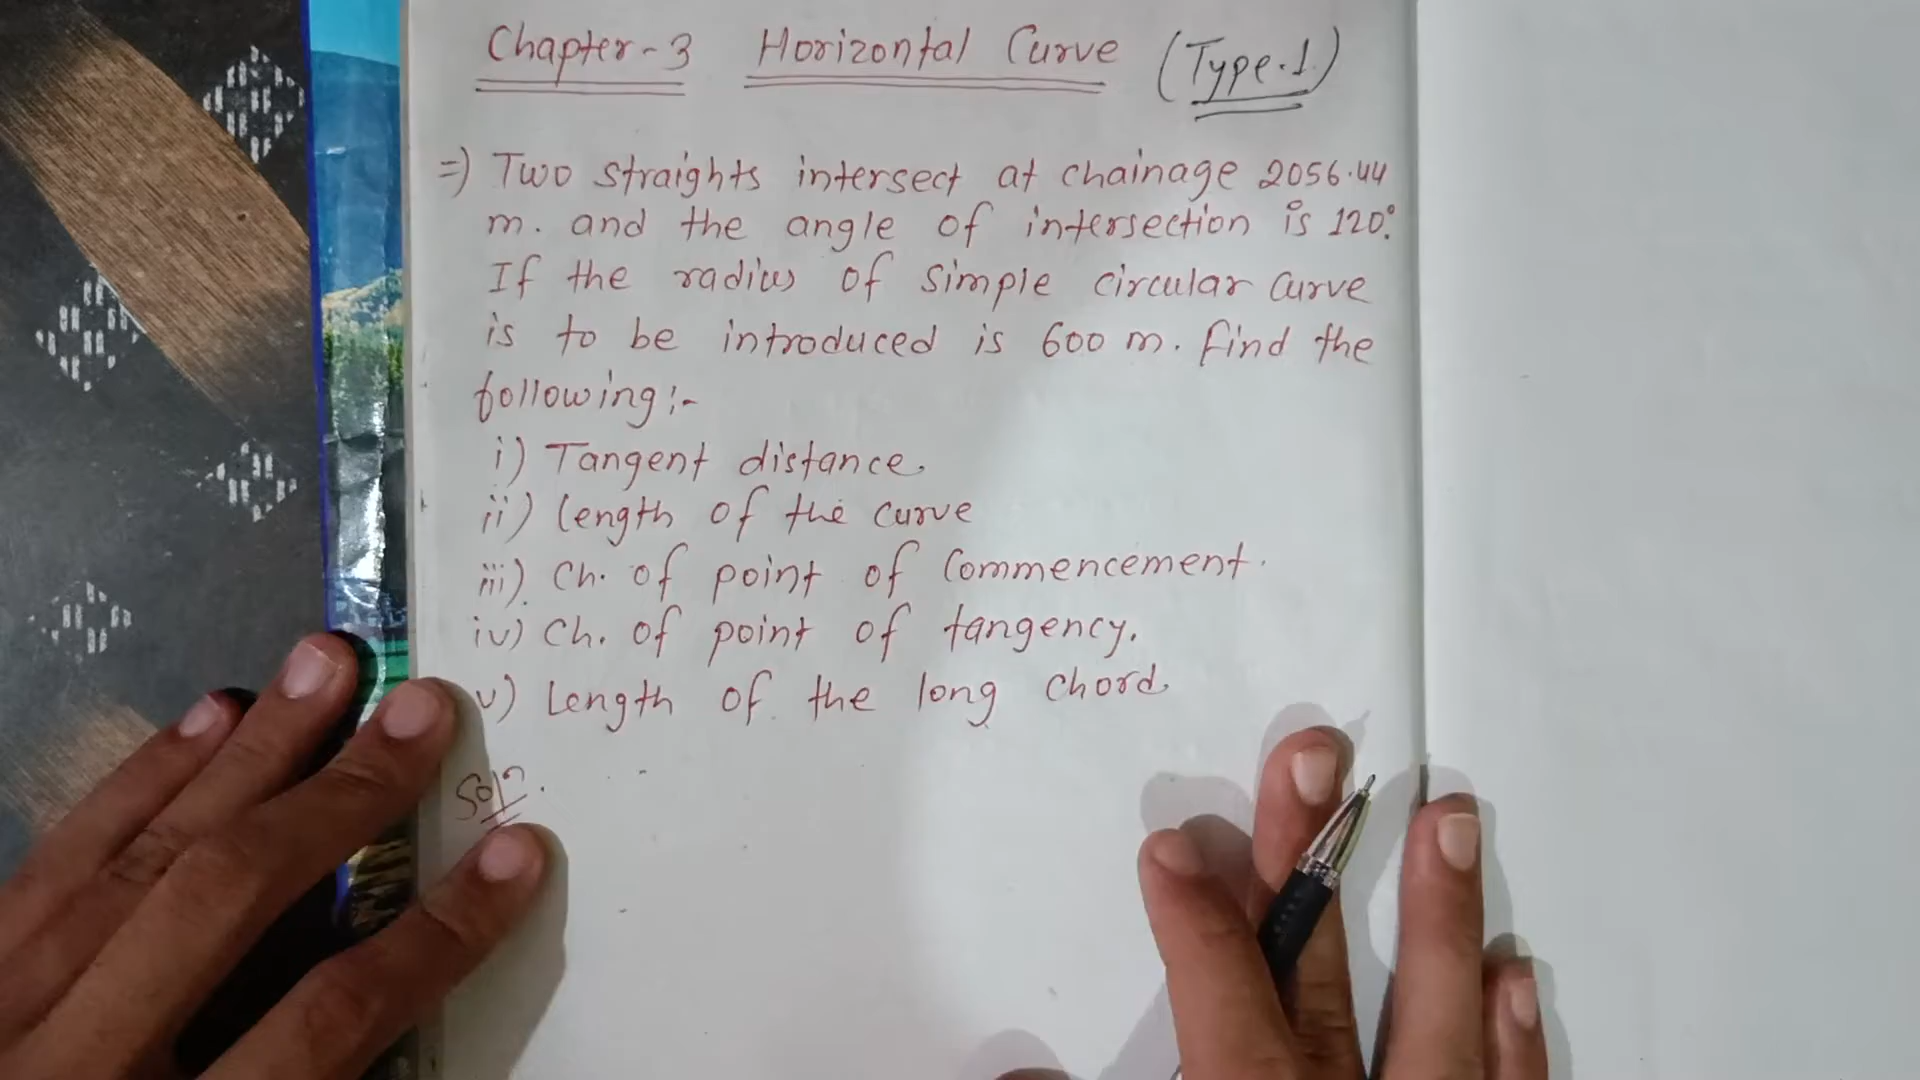 Chapter-3 Horizontal Curve (Type.1.)
=) Two straights intersect at chainage 2056.44
m. and the angle of intersection is 120°.
If the radius of simple circular curve
is to be introduced is 600 m. find the
following:-
i) Tangent distance.
ii) length of the curve
iii) Ch. of point of Commencement.
iv) Ch. of point of tangency.
v) Length of the long chord.
Solⁿ.